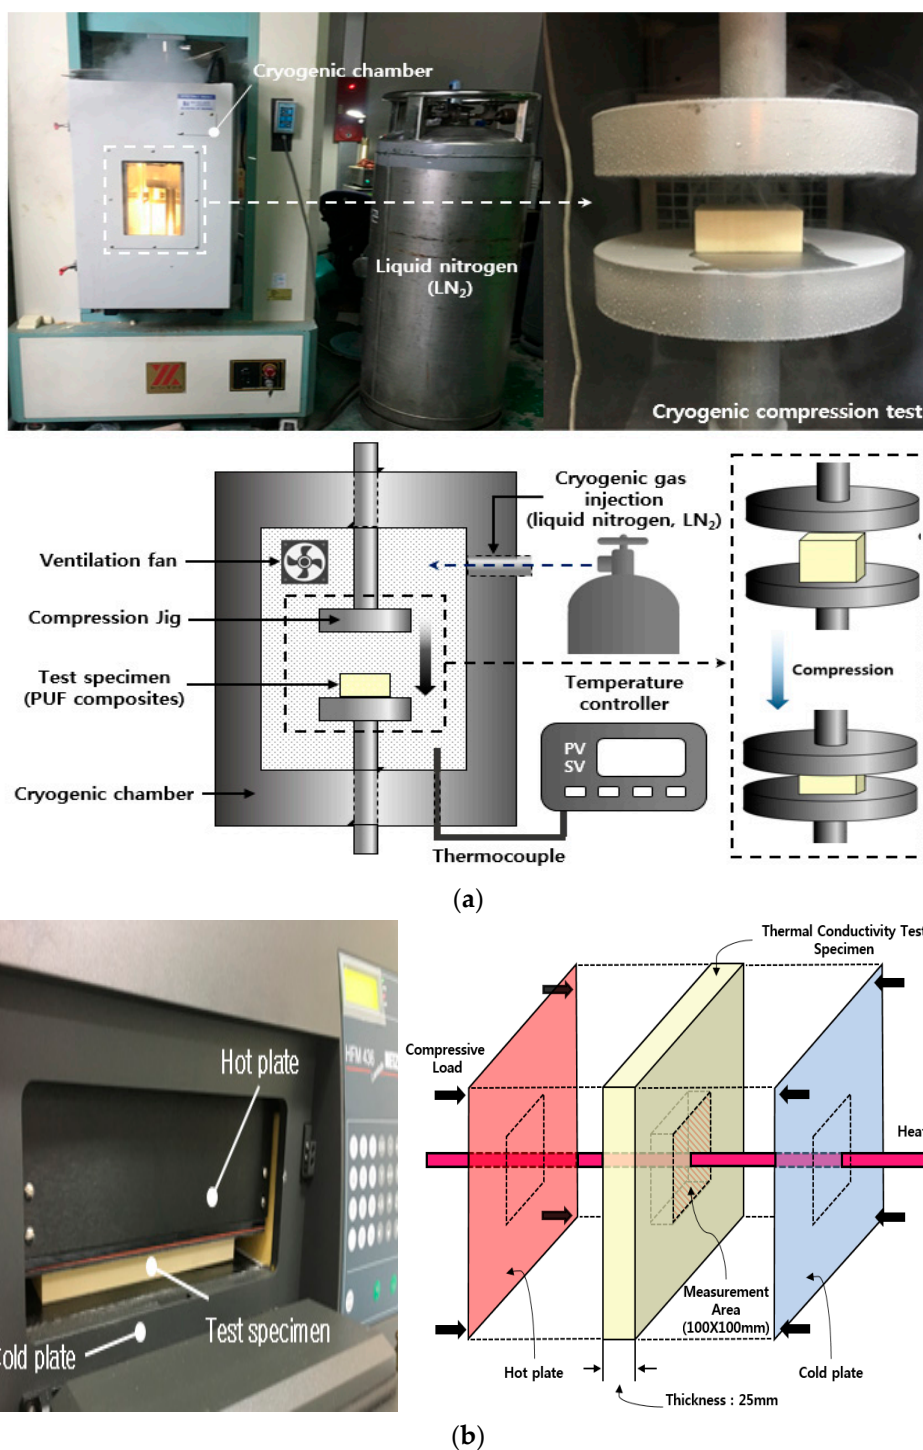 Cryogenic chamber
Liquid nitrogen
(LN₂)
Cryogenic compression test
Cryogenic gas
injection
(liquid nitrogen, LN₂)
Ventilation fan
Compression Jig
Test specimen
(PUF composites)
Cryogenic chamber
Temperature
controller
PV
SV
Thermocouple
Compression
(a)
Hot plate
HFM 436
Test specimen
Cold plate
Thermal Conductivity Test
Specimen
Compressive
Load
Heat
Measurement
Area
(100X100mm)
Hot plate
Cold plate
Thickness : 25mm
(b)